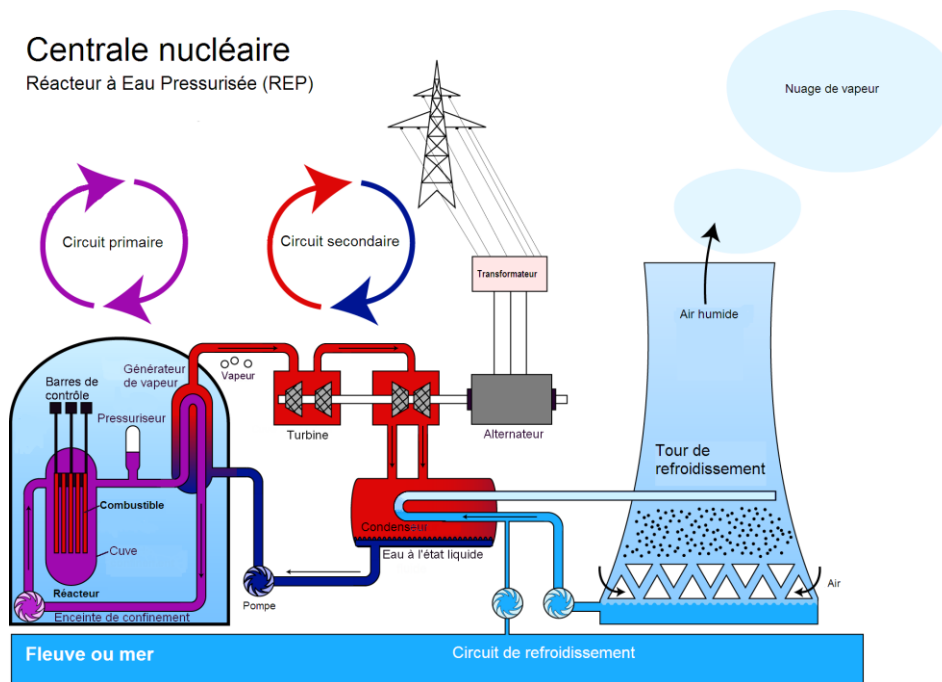 Centrale nucléaire
Réacteur à Eau Pressurisée (REP)
Nuage de vapeur
Circuit primaire
Circuit secondaire
Transformateur
Air humide
Générateur
de vapeur
Vapeur
Barres de
contrôle
Pressuriseur
Turbine
Alternateur
Tour de
refroidissement
Combustible
Condenseur
Cuve
Eau à l'état liquide
Réacteur
Air
Pompe
Enceinte de confinement
Fleuve ou mer
Circuit de refroidissement